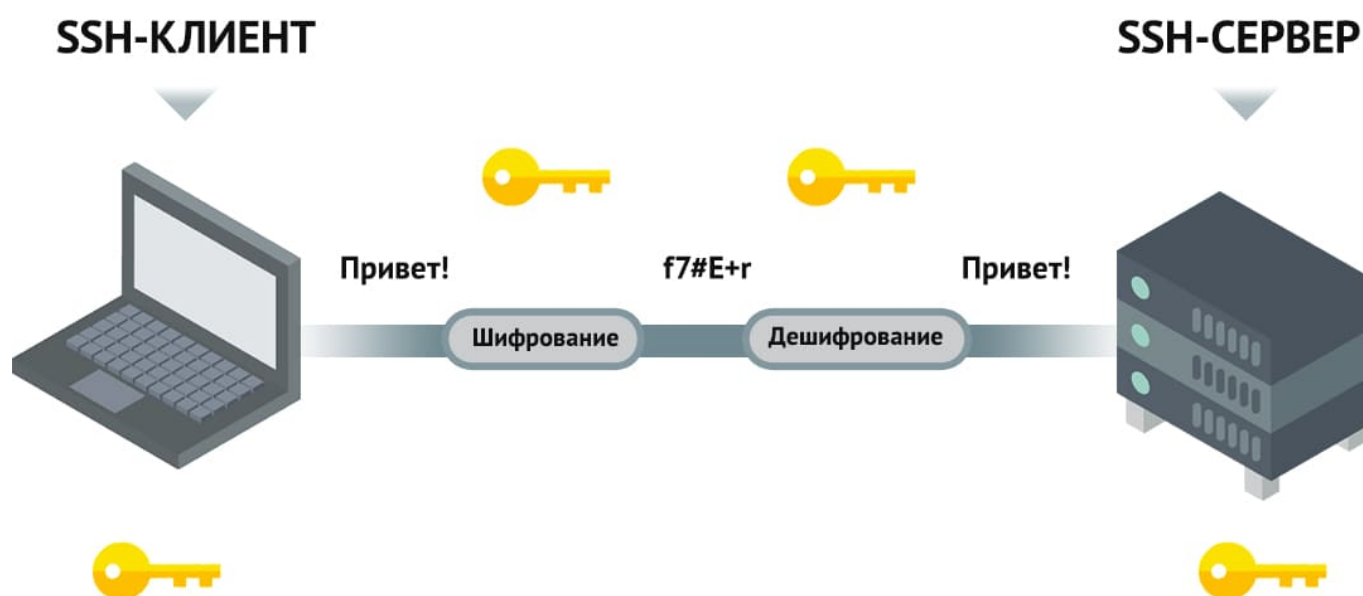 SSH-КЛИЕНТ
SSH-СЕРВЕР
Привет!
f7#E+r
Привет!
Шифрование
Дешифрование